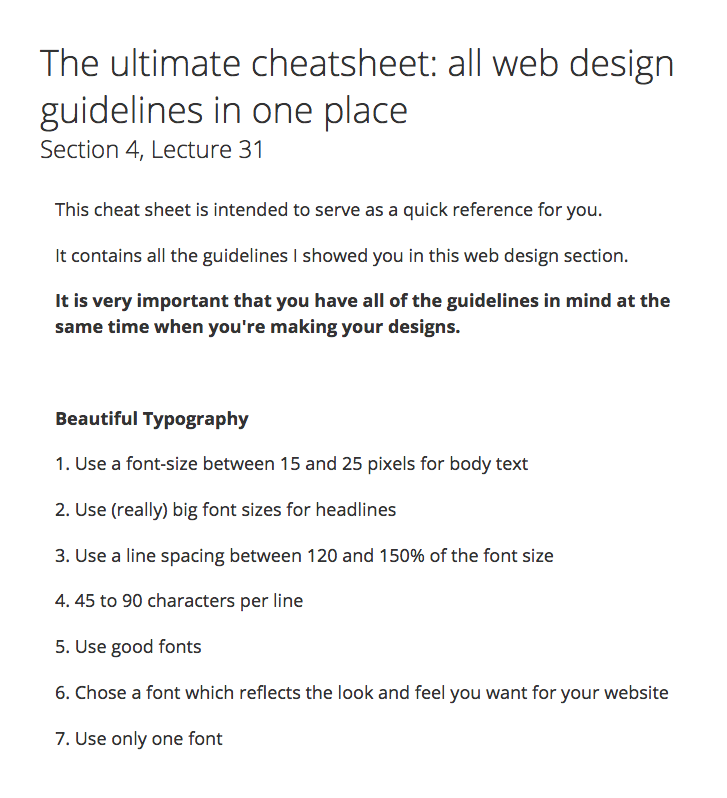 The ultimate cheatsheet: all web design
guidelines in one place
Section 4, Lecture 31
This cheat sheet is intended to serve as a quick reference for you.
It contains all the guidelines I showed you in this web design section.
It is very important that you have all of the guidelines in mind at the
same time when you're making your designs.
Beautiful Typography
1. Use a font-size between 15 and 25 pixels for body text
2. Use (really) big font sizes for headlines
3. Use a line spacing between 120 and 150% of the font size
4. 45 to 90 characters per line
5. Use good fonts
6. Chose a font which reflects the look and feel you want for your website
7. Use only one font